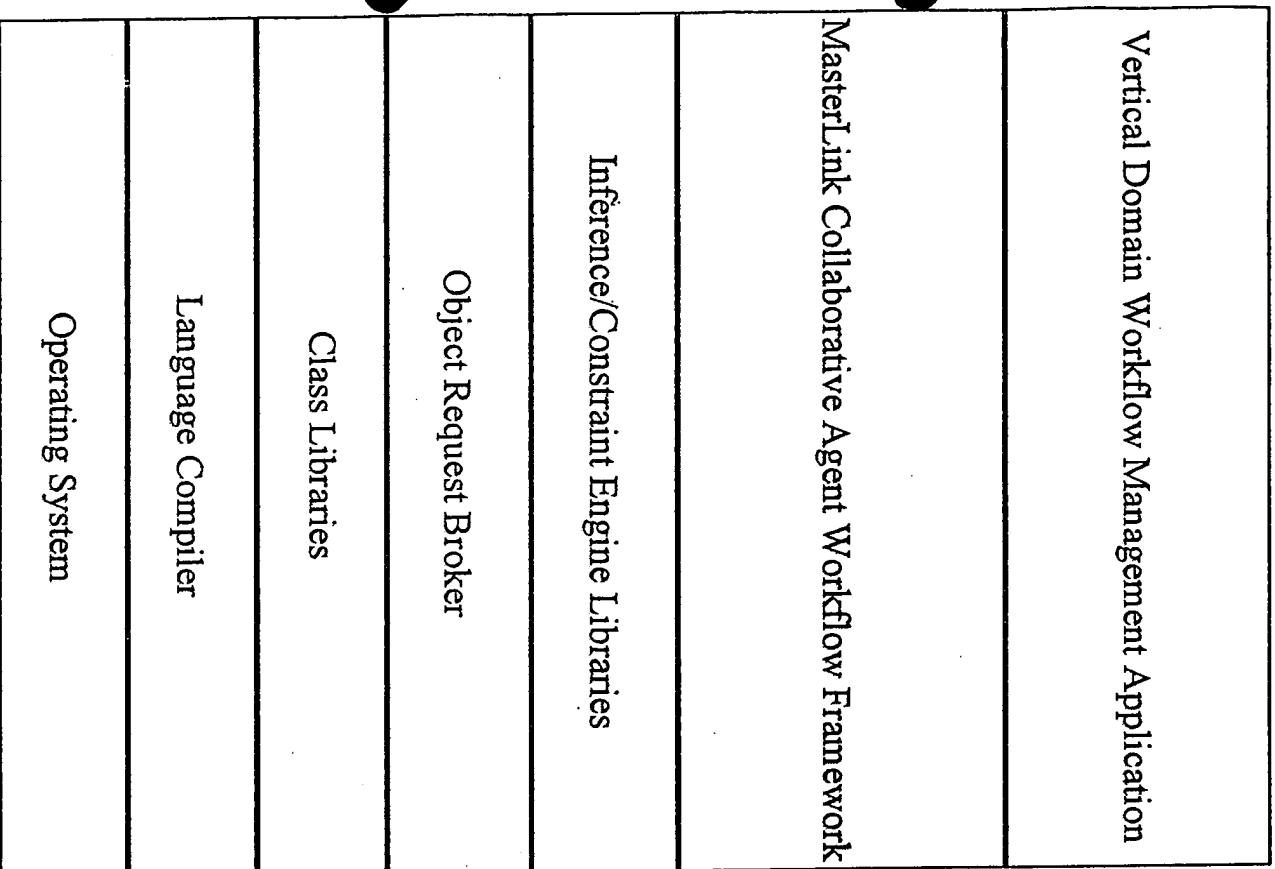 Vertical Domain Workflow Management Application
MasterLink Collaborative Agent Workflow Framework
Inference/Constraint Engine Libraries
Object Request Broker
Class Libraries
Language Compiler
Operating System